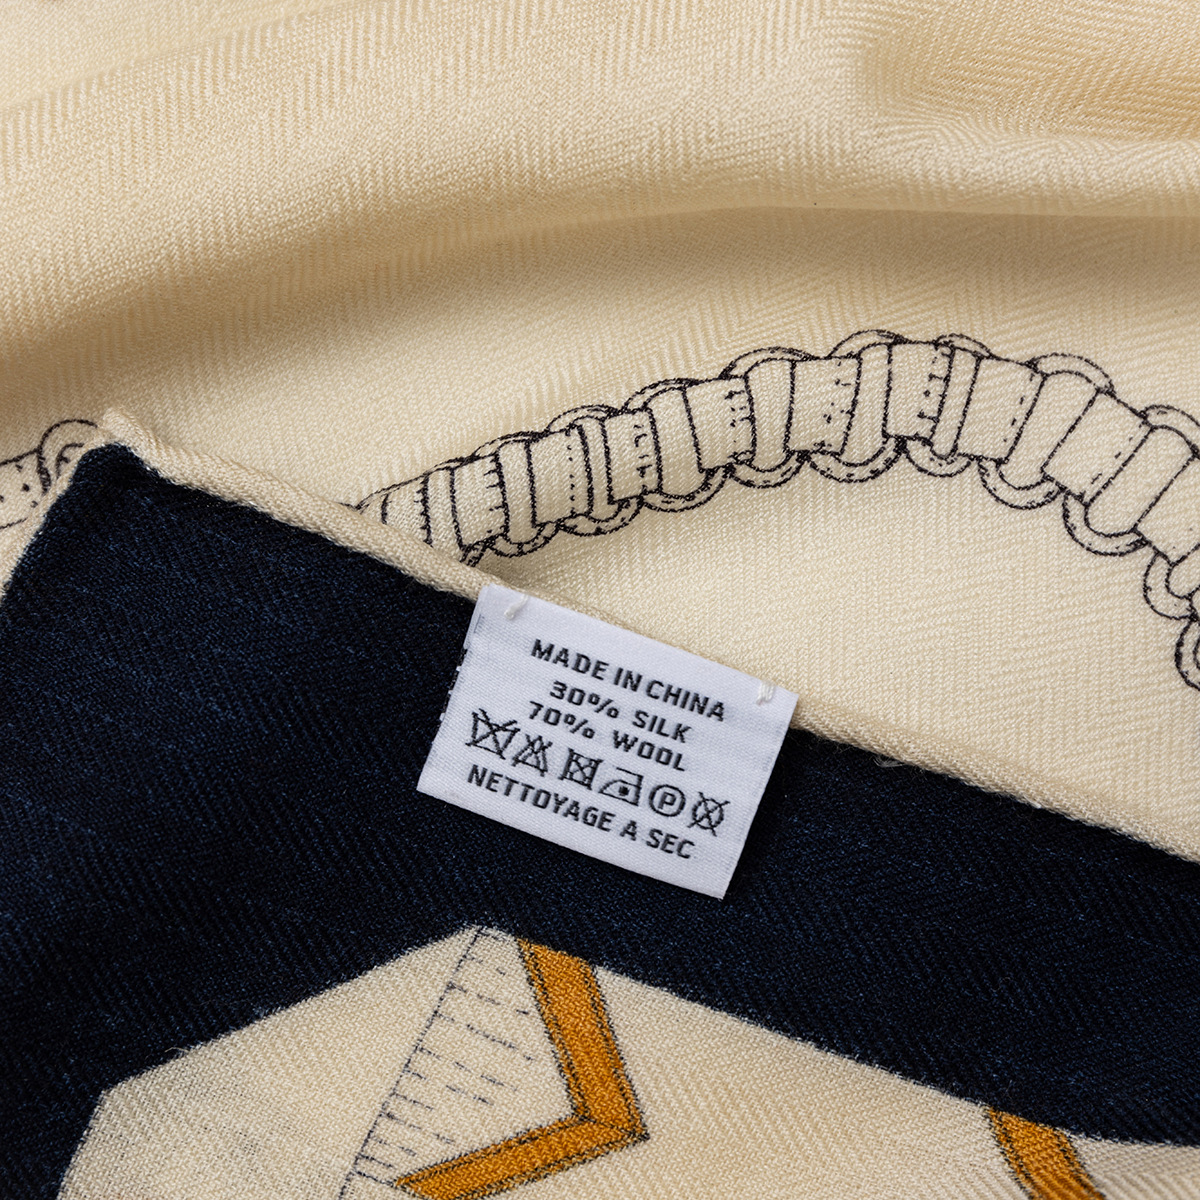 MADE IN CHINA
30% SILK
70% WOOL
P
NETTOYAGE A SEC